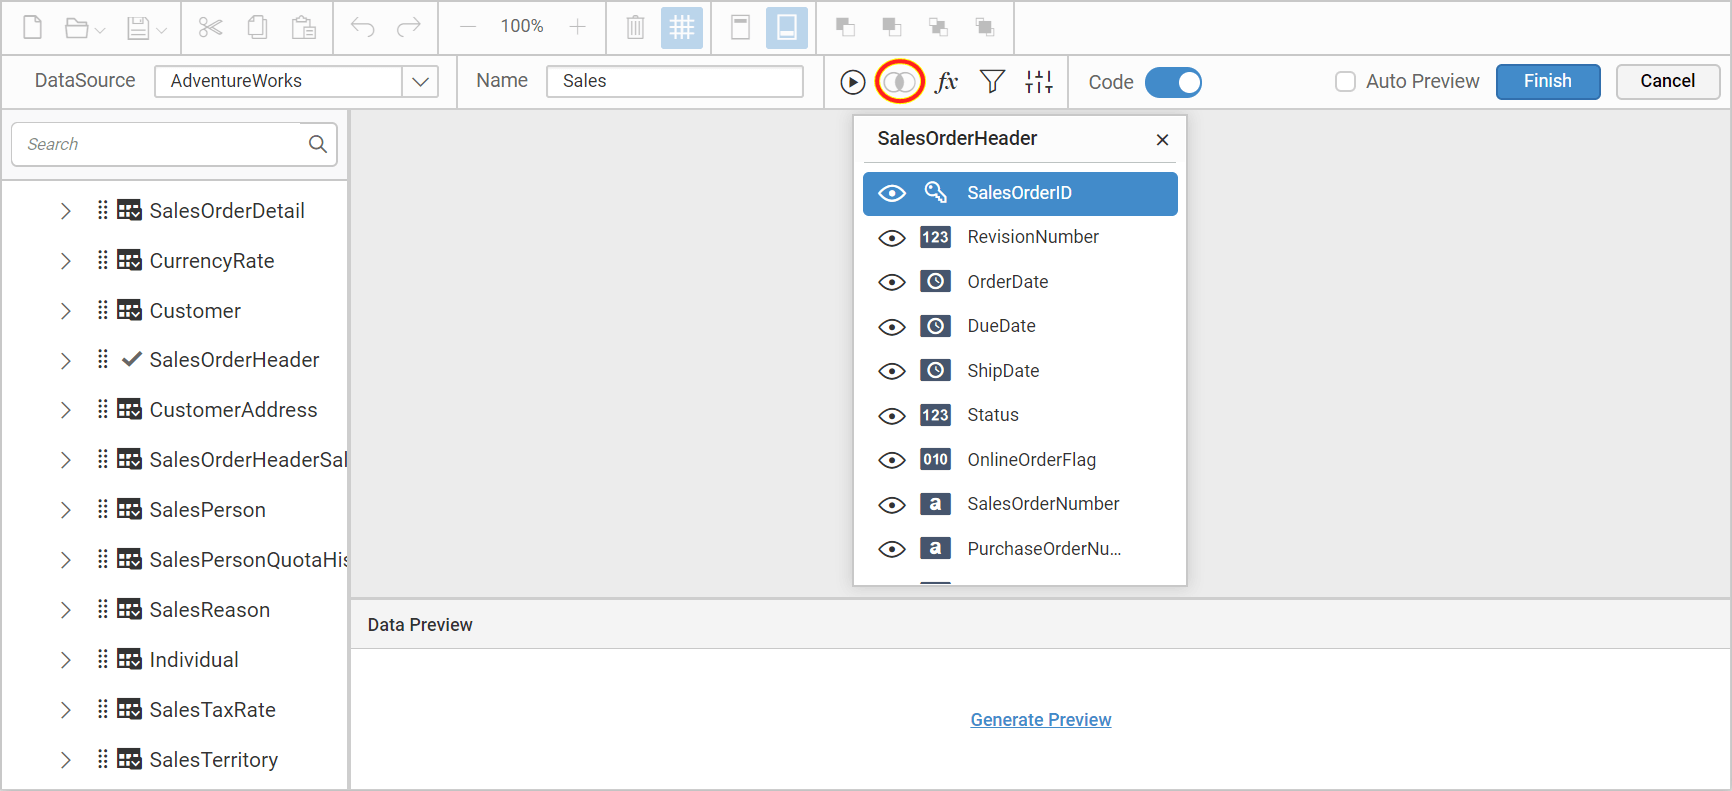 100%
DataSource AdventureWorks Name Sales fx Code Auto Preview Finish Cancel
Search
SalesOrderDetail
CurrencyRate
Customer
SalesOrderHeader
CustomerAddress
SalesOrderHeaderSal
SalesPerson
SalesPersonQuotaHis
SalesReason
Individual
SalesTaxRate
SalesTerritory
SalesOrderHeader
SalesOrderID
123 RevisionNumber
OrderDate
DueDate
ShipDate
123 Status
010 OnlineOrderFlag
a SalesOrderNumber
a PurchaseOrderNu...
Data Preview
Generate Preview